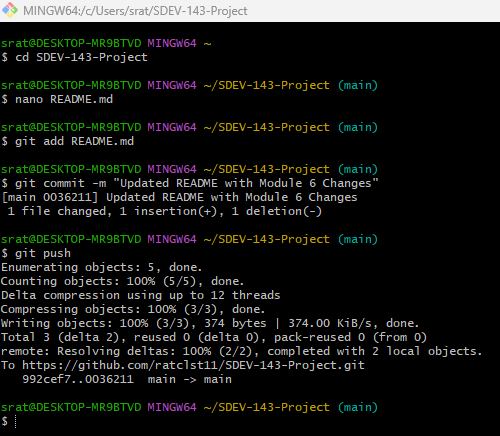 MINGW64:/c/Users/srat/SDEV-143-Project
srat@DESKTOP-MR9BTVD MINGW64 ~
$ cd SDEV-143-Project
srat@DESKTOP-MR9BTVD MINGW64 ~/SDEV-143-Project (main)
$ nano README.md
srat@DESKTOP-MR9BTVD MINGW64 ~/SDEV-143-Project (main)
$ git add README.md
srat@DESKTOP-MR9BTVD MINGW64 ~/SDEV-143-Project (main)
$ git commit -m "Updated README with Module 6 Changes"
[main 0036211] Updated README with Module 6 Changes
 1 file changed, 1 insertion(+), 1 deletion(-)
srat@DESKTOP-MR9BTVD MINGW64 ~/SDEV-143-Project (main)
$ git push
Enumerating objects: 5, done.
Counting objects: 100% (5/5), done.
Delta compression using up to 12 threads
Compressing objects: 100% (3/3), done.
Writing objects: 100% (3/3), 374 bytes | 374.00 KiB/s, done.
Total 3 (delta 2), reused 0 (delta 0), pack-reused 0 (from 0)
remote: Resolving deltas: 100% (2/2), completed with 2 local objects.
To https://github.com/ratclst11/SDEV-143-Project.git
   992cef7..0036211  main -> main
srat@DESKTOP-MR9BTVD MINGW64 ~/SDEV-143-Project (main)
$